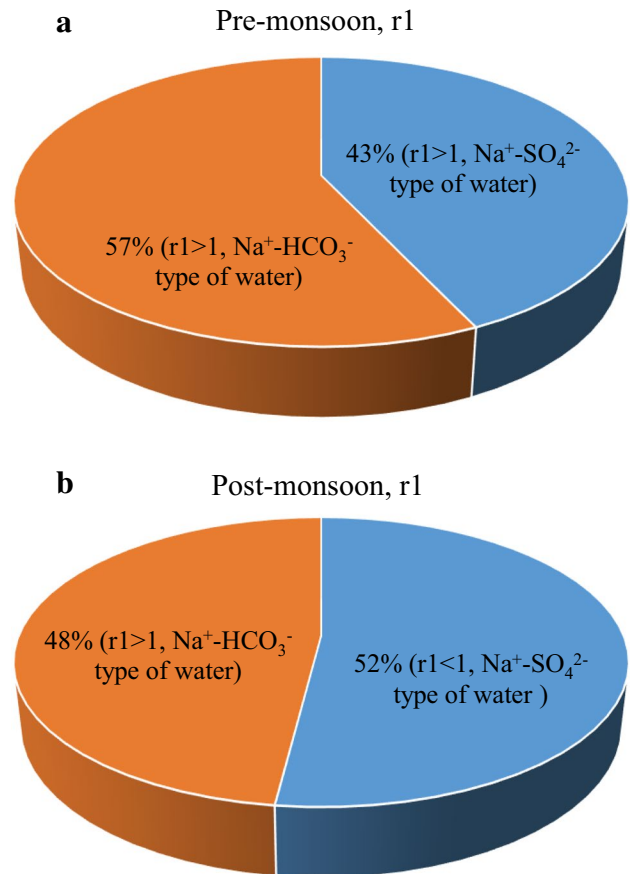 a
Pre-monsoon, r1
43% (r1>1, Na⁺-SO₄²⁻
type of water)
57% (r1>1, Na⁺-HCO₃⁻
type of water)
b
Post-monsoon, r1
48% (r1>1, Na⁺-HCO₃⁻
type of water)
52% (r1<1, Na⁺-SO₄²⁻
type of water )